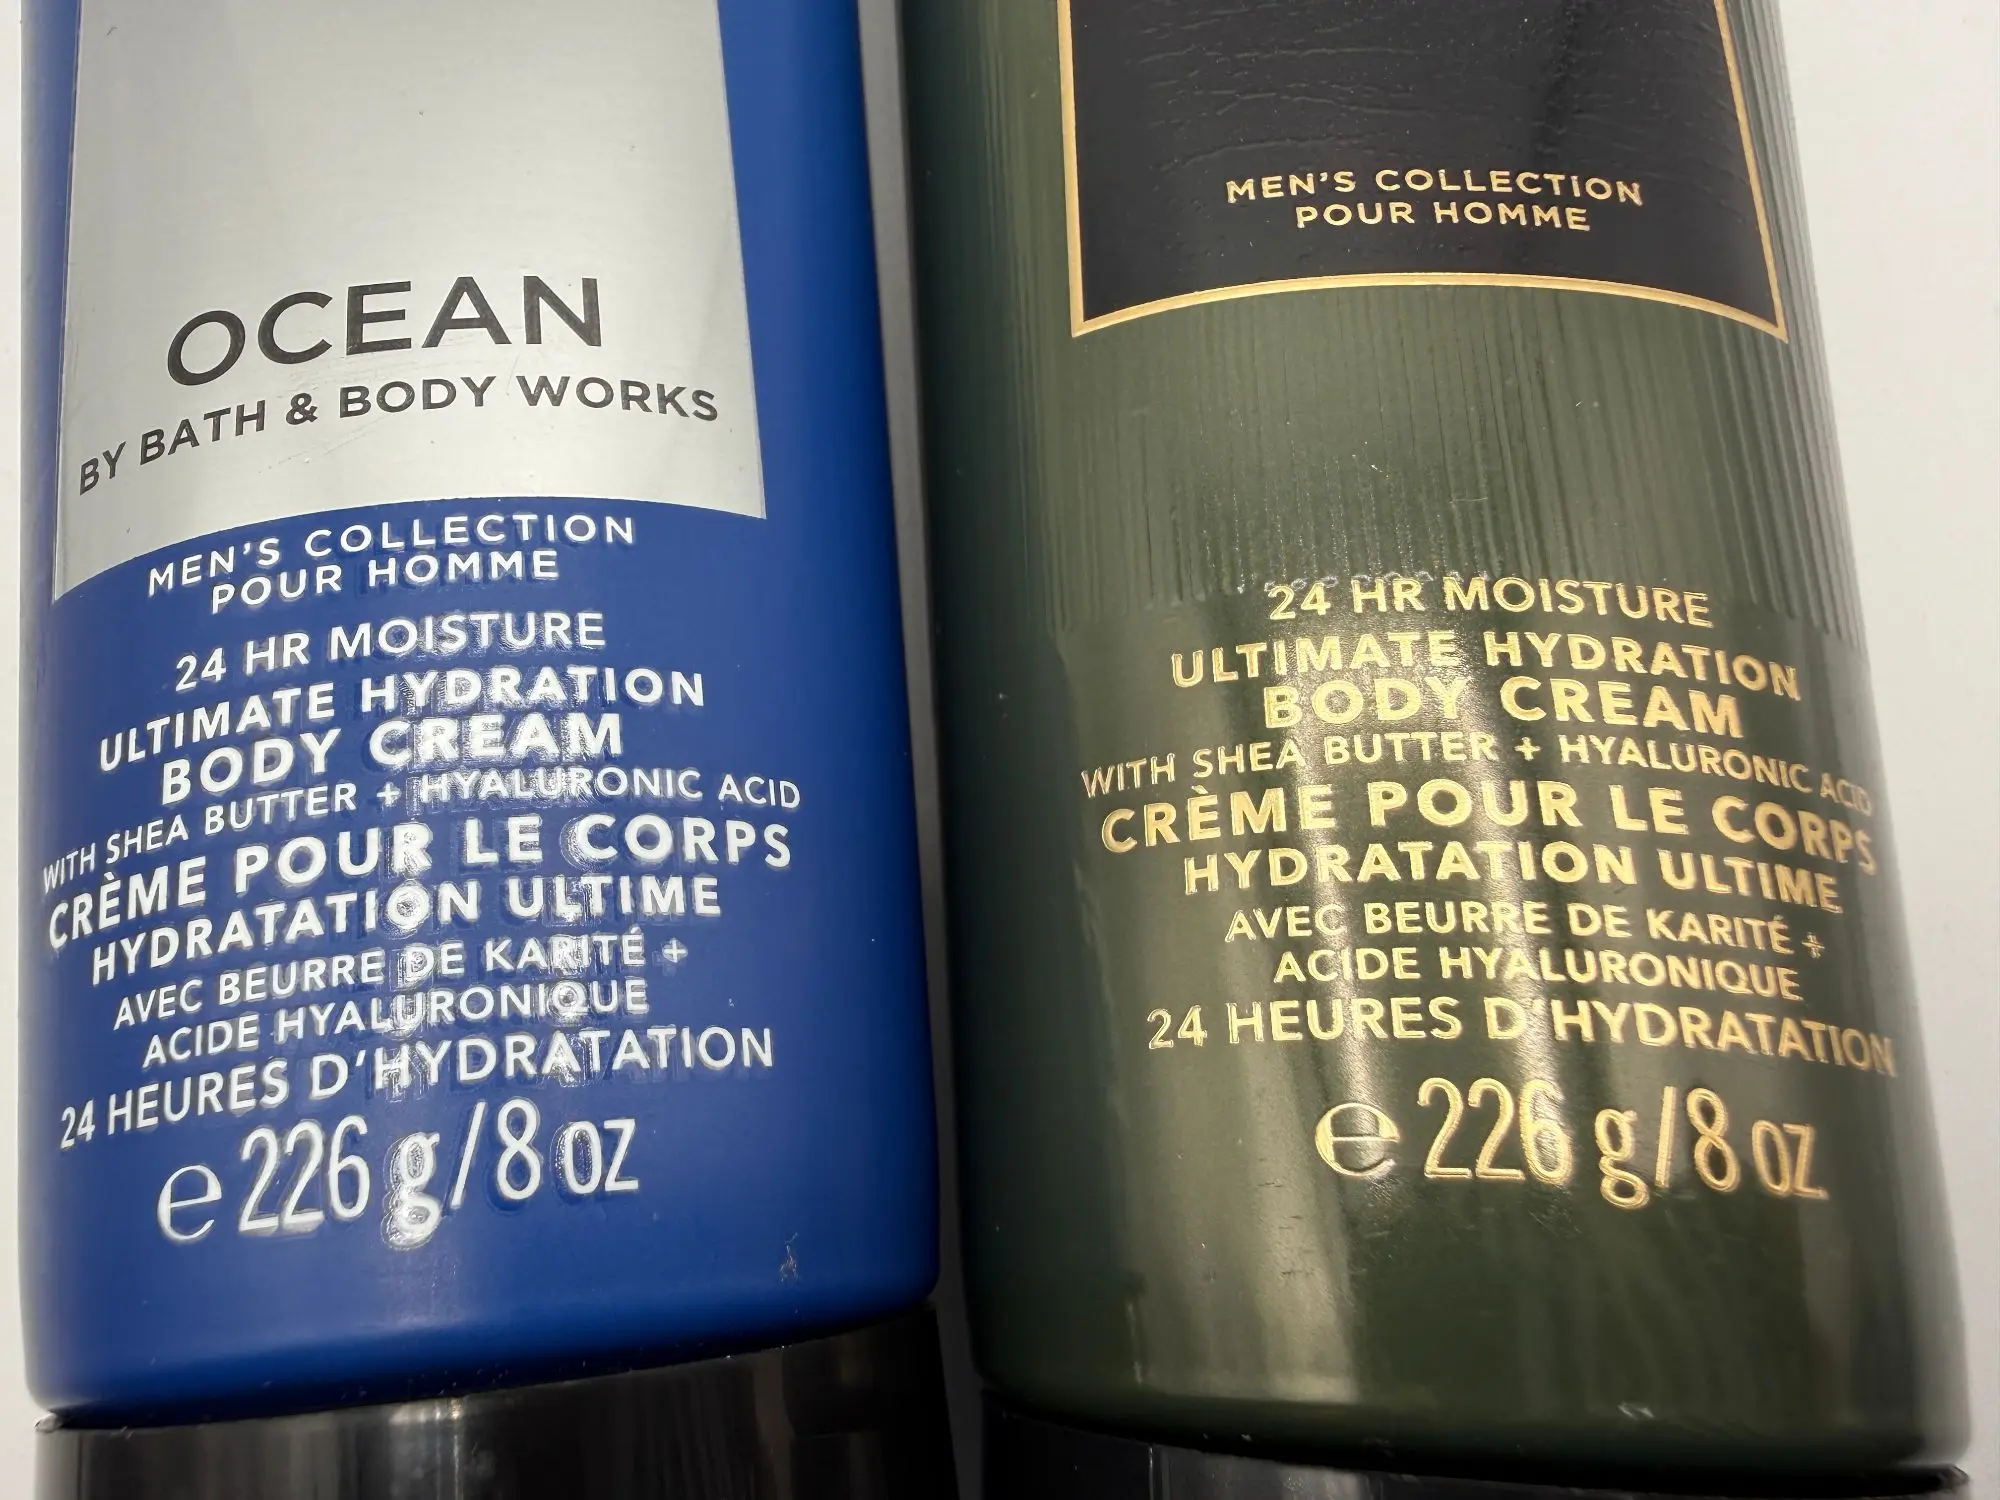 OCEAN
BY BATH & BODY WORKS
MEN'S COLLECTION
POUR HOMME
24 HR MOISTURE
ULTIMATE HYDRATION
BODY CREAM
WITH SHEA BUTTER + HYALURONIC ACID
CRÈME POUR LE CORPS
HYDRATATION ULTIME
AVEC BEURRE DE KARITÉ +
ACIDE HYALURONIQUE
24 HEURES D'HYDRATATION
℮ 226 g/8 oz
MEN'S COLLECTION
POUR HOMME
24 HR MOISTURE
ULTIMATE HYDRATION
BODY CREAM
WITH SHEA BUTTER + HYALURONIC ACID
CRÈME POUR LE CORPS
HYDRATATION ULTIME
AVEC BEURRE DE KARITÉ +
ACIDE HYALURONIQUE
24 HEURES D'HYDRATATION
℮ 226 g/8 oz